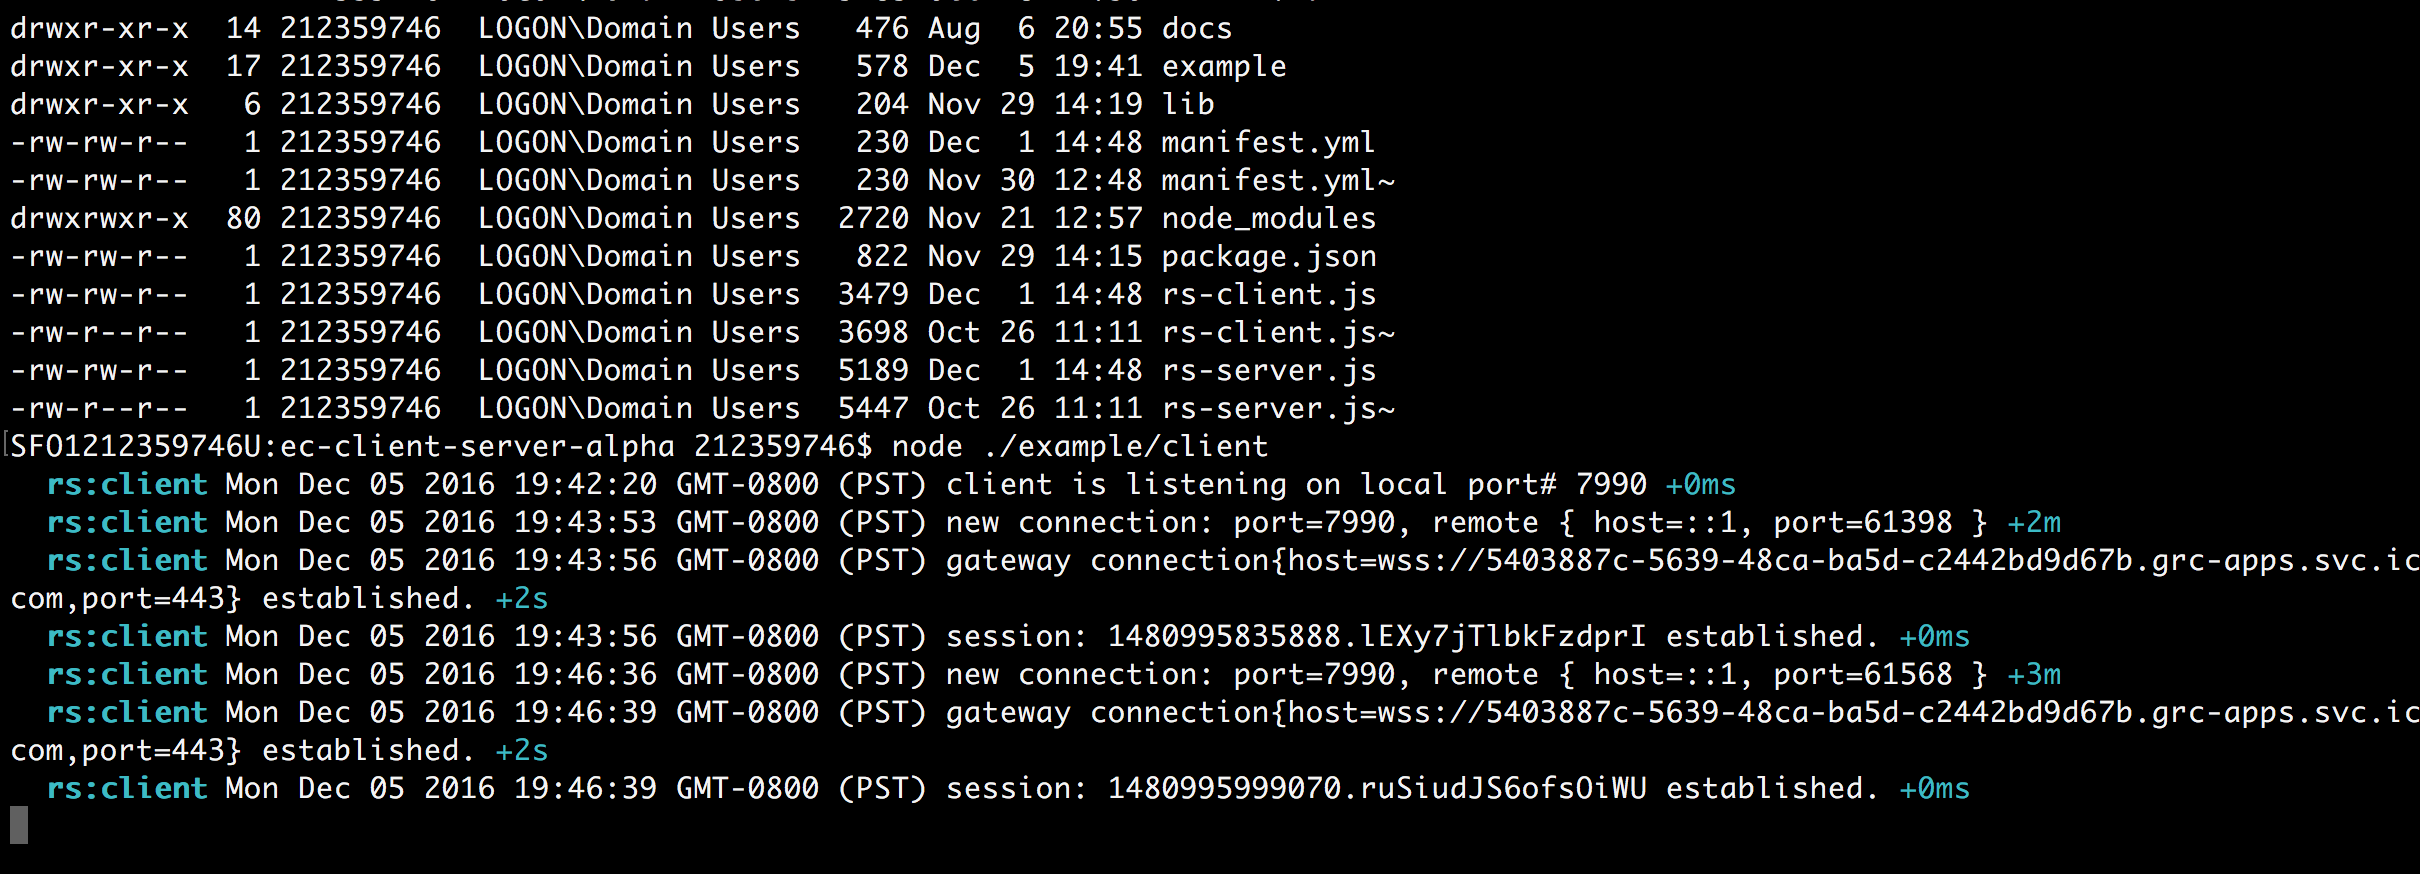 drwxr-xr-x  14 212359746  LOGON\Domain Users   476 Aug  6 20:55 docs
drwxr-xr-x  17 212359746  LOGON\Domain Users   578 Dec  5 19:41 example
drwxr-xr-x   6 212359746  LOGON\Domain Users   204 Nov 29 14:19 lib
-rw-rw-r--   1 212359746  LOGON\Domain Users   230 Dec  1 14:48 manifest.yml
-rw-rw-r--   1 212359746  LOGON\Domain Users   230 Nov 30 12:48 manifest.yml~
drwxrwxr-x  80 212359746  LOGON\Domain Users  2720 Nov 21 12:57 node_modules
-rw-rw-r--   1 212359746  LOGON\Domain Users   822 Nov 29 14:15 package.json
-rw-rw-r--   1 212359746  LOGON\Domain Users  3479 Dec  1 14:48 rs-client.js
-rw-r--r--   1 212359746  LOGON\Domain Users  3698 Oct 26 11:11 rs-client.js~
-rw-rw-r--   1 212359746  LOGON\Domain Users  5189 Dec  1 14:48 rs-server.js
-rw-r--r--   1 212359746  LOGON\Domain Users  5447 Oct 26 11:11 rs-server.js~
[SFO1212359746U:ec-client-server-alpha 212359746$ node ./example/client
  rs:client Mon Dec 05 2016 19:42:20 GMT-0800 (PST) client is listening on local port# 7990 +0ms
  rs:client Mon Dec 05 2016 19:43:53 GMT-0800 (PST) new connection: port=7990, remote { host=::1, port=61398 } +2m
  rs:client Mon Dec 05 2016 19:43:56 GMT-0800 (PST) gateway connection{host=wss://5403887c-5639-48ca-ba5d-c2442bd9d67b.grc-apps.svc.ic
com,port=443} established. +2s
  rs:client Mon Dec 05 2016 19:43:56 GMT-0800 (PST) session: 1480995835888.lEXy7jTlbkFzdprI established. +0ms
  rs:client Mon Dec 05 2016 19:46:36 GMT-0800 (PST) new connection: port=7990, remote { host=::1, port=61568 } +3m
  rs:client Mon Dec 05 2016 19:46:39 GMT-0800 (PST) gateway connection{host=wss://5403887c-5639-48ca-ba5d-c2442bd9d67b.grc-apps.svc.ic
com,port=443} established. +2s
  rs:client Mon Dec 05 2016 19:46:39 GMT-0800 (PST) session: 1480995999070.ruSiudJS6ofsOiWU established. +0ms